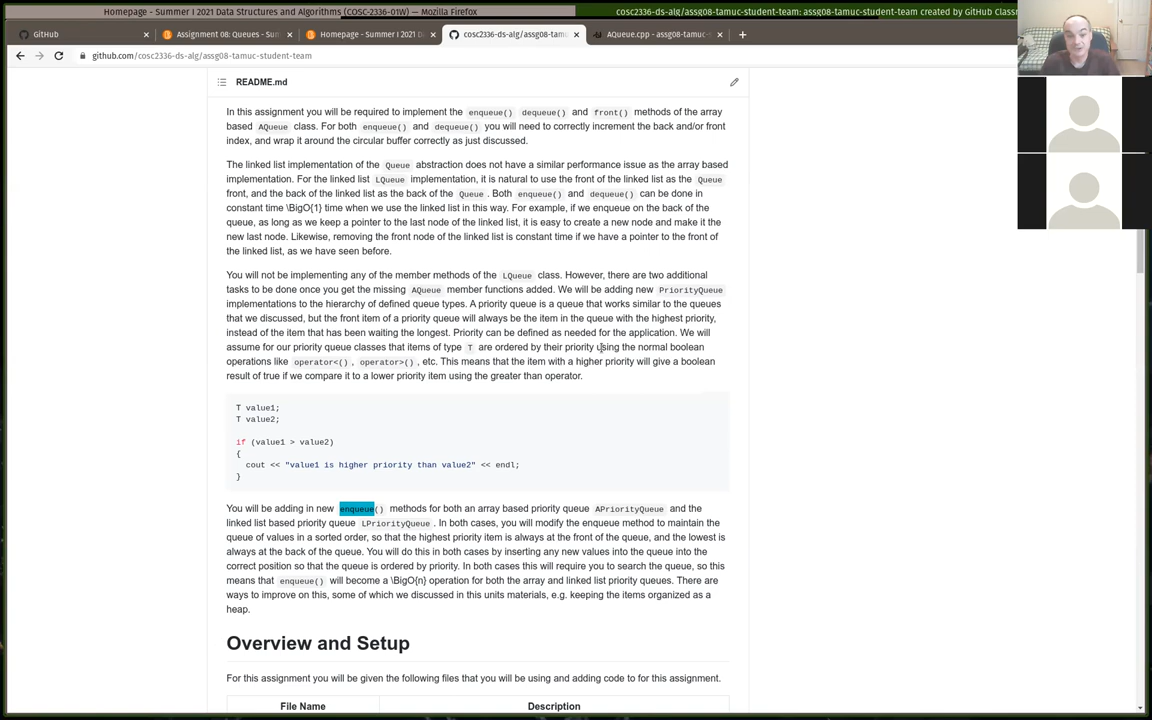 Homepage - Summer I 2021 Data Structures and Algorithms (COSC-2336-01W) — Mozilla Firefox
cosc2336-ds-alg/assg08-tamuc-student-team: assg08-tamuc-student-team created by GitHub Classr
GitHub
Assignment 08: Queues - Sum
Homepage - Summer I 2021 D
cosc2336-ds-alg/assg08-tamu
AQueue.cpp - assg08-tamuc-s
github.com/cosc2336-ds-alg/assg08-tamuc-student-team
README.md
In this assignment you will be required to implement the enqueue() dequeue() and front() methods of the array
based AQueue class. For both enqueue() and dequeue() you will need to correctly increment the back and/or front
index, and wrap it around the circular buffer correctly as just discussed.
The linked list implementation of the Queue abstraction does not have a similar performance issue as the array based
implementation. For the linked list LQueue implementation, it is natural to use the front of the linked list as the Queue
front, and the back of the linked list as the back of the Queue . Both enqueue() and dequeue() can be done in
constant time \BigO{1} time when we use the linked list in this way. For example, if we enqueue on the back of the
queue, as long as we keep a pointer to the last node of the linked list, it is easy to create a new node and make it the
new last node. Likewise, removing the front node of the linked list is constant time if we have a pointer to the front of
the linked list, as we have seen before.
You will not be implementing any of the member methods of the LQueue class. However, there are two additional
tasks to be done once you get the missing AQueue member functions added. We will be adding new PriorityQueue
implementations to the hierarchy of defined queue types. A priority queue is a queue that works similar to the queues
that we discussed, but the front item of a priority queue will always be the item in the queue with the highest priority,
instead of the item that has been waiting the longest. Priority can be defined as needed for the application. We will
assume for our priority queue classes that items of type T are ordered by their priority using the normal boolean
operations like operator<() , operator>() , etc. This means that the item with a higher priority will give a boolean
result of true if we compare it to a lower priority item using the greater than operator.
T value1;
T value2;
if (value1 > value2)
{
cout << "value1 is higher priority than value2" << endl;
}
You will be adding in new enqueue() methods for both an array based priority queue APriorityQueue and the
linked list based priority queue LPriorityQueue . In both cases, you will modify the enqueue method to maintain the
queue of values in a sorted order, so that the highest priority item is always at the front of the queue, and the lowest is
always at the back of the queue. You will do this in both cases by inserting any new values into the queue into the
correct position so that the queue is ordered by priority. In both cases this will require you to search the queue, so this
means that enqueue() will become a \BigO{n} operation for both the array and linked list priority queues. There are
ways to improve on this, some of which we discussed in this units materials, e.g. keeping the items organized as a
heap.
Overview and Setup
For this assignment you will be given the following files that you will be using and adding code to for this assignment.
File Name
Description